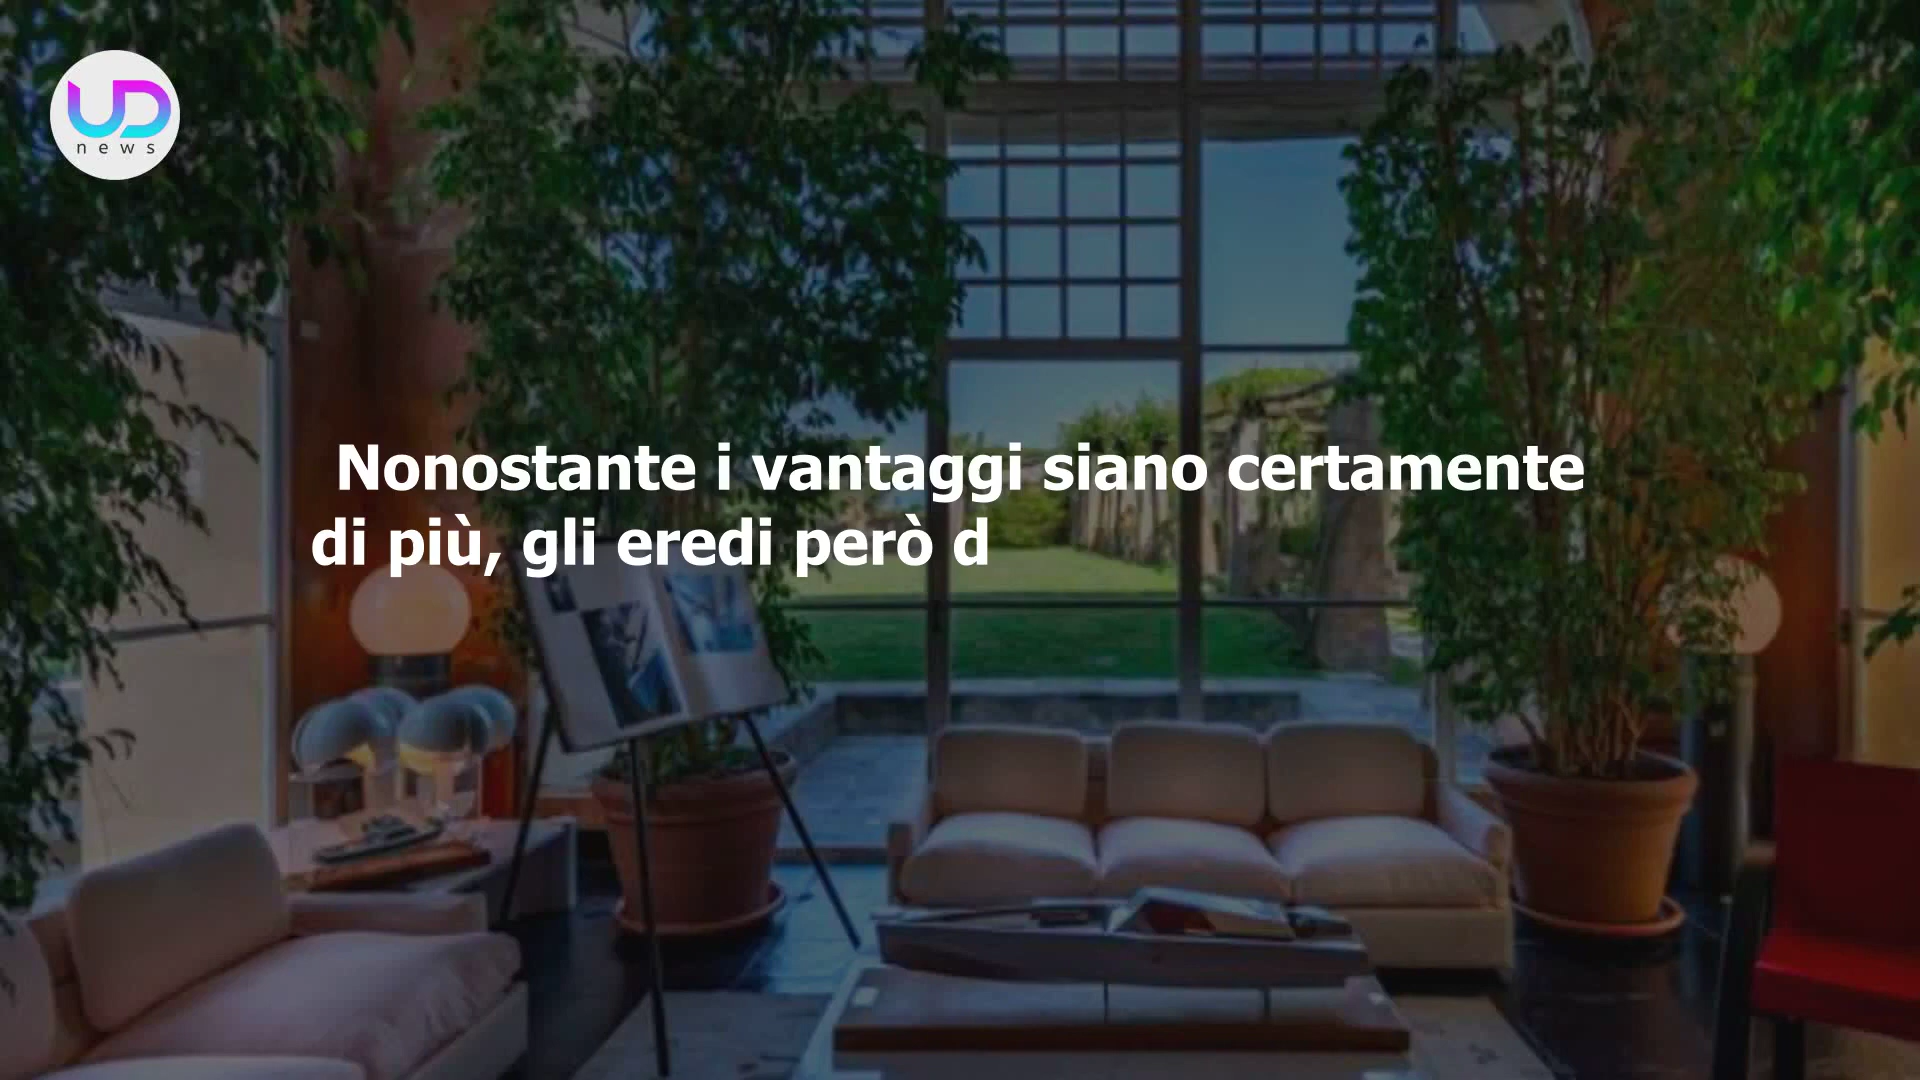 UD
news
Nonostante i vantaggi siano certamente
di più, gli eredi però d